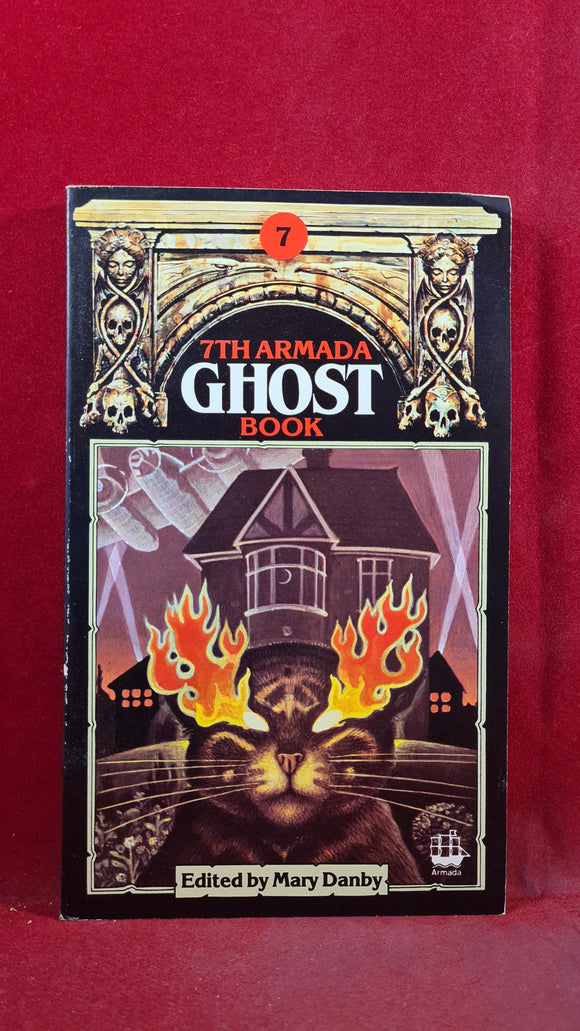 7
7TH ARMADA
GHOST
BOOK
Edited by Mary Danby
Armada